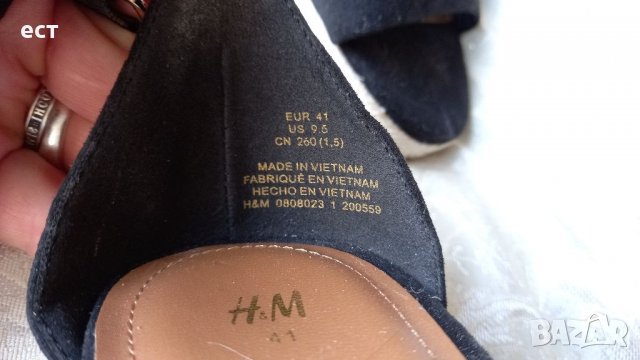 ест
EUR 41
US 9.5
CN 260 (1,5)
MADE IN VIETNAM
FABRIQUÉ EN VIETNAM
HECHO EN VIETNAM
H&M 0808023 1 200559
H&M
41
BAZAR